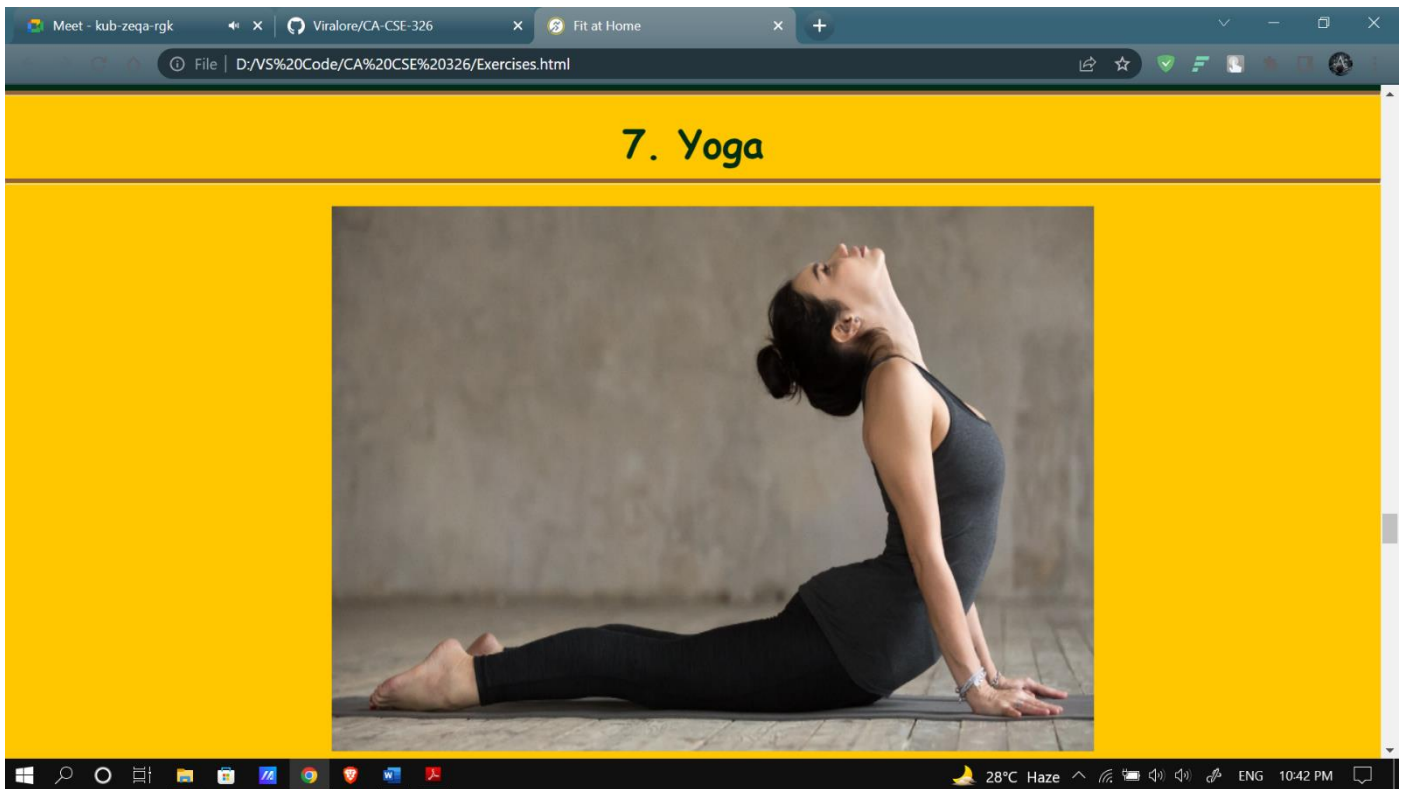 Meet - kub-zeqa-rgk
Viralore/CA-CSE-326
Fit at Home
File | D:/VS%20Code/CA%20CSE%20326/Exercises.html
7. Yoga
28°C Haze
ENG
10:42 PM